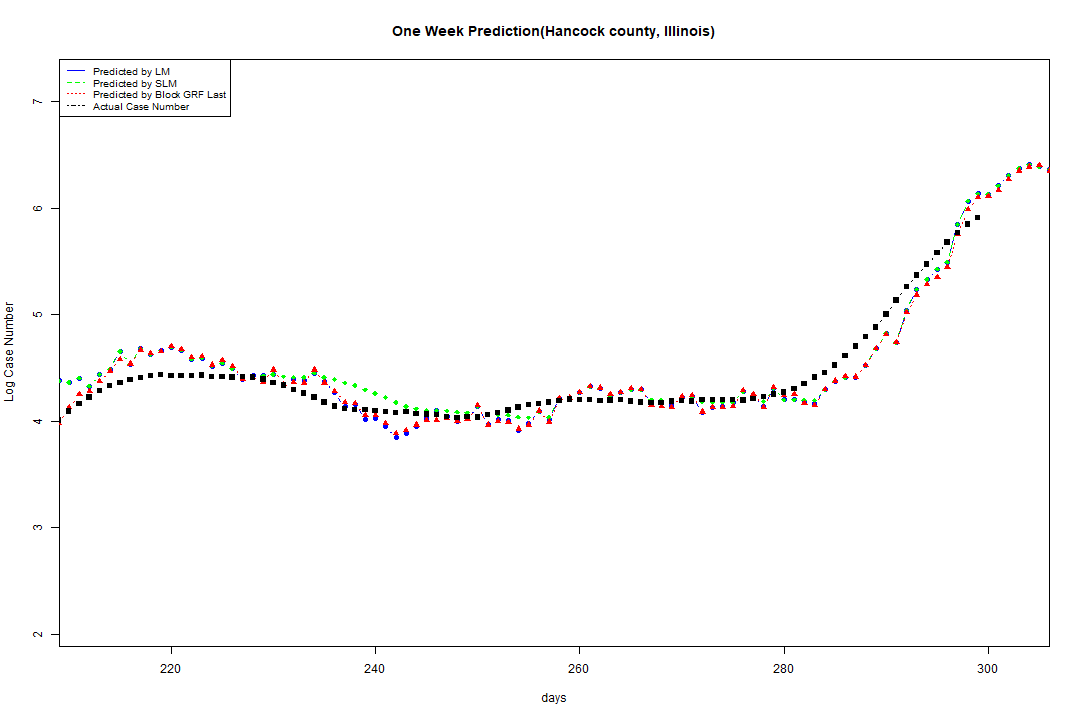 One Week Prediction(Hancock county, Illinois)
Predicted by LM
Predicted by SLM
Predicted by Block GRF Last
Actual Case Number
7
6
5
4
3
2
Log Case Number
220 240 260 280 300
days